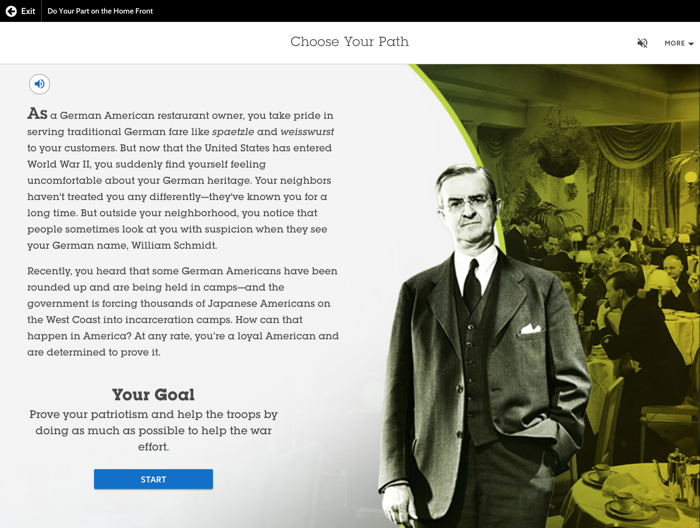 Exit
Do Your Part on the Home Front
Choose Your Path
MORE
As a German American restaurant owner, you take pride in
serving traditional German fare like spaetzle and weisswurst
to your customers. But now that the United States has entered
World War II, you suddenly find yourself feeling
uncomfortable about your German heritage. Your neighbors
haven't treated you any differently—they've known you for a
long time. But outside your neighborhood, you notice that
people sometimes look at you with suspicion when they see
your German name, William Schmidt.
Recently, you heard that some German Americans have been
rounded up and are being held in camps—and the
government is forcing thousands of Japanese Americans on
the West Coast into incarceration camps. How can that
happen in America? At any rate, you're a loyal American and
are determined to prove it.
Your Goal
Prove your patriotism and help the troops by
doing as much as possible to help the war
effort.
START